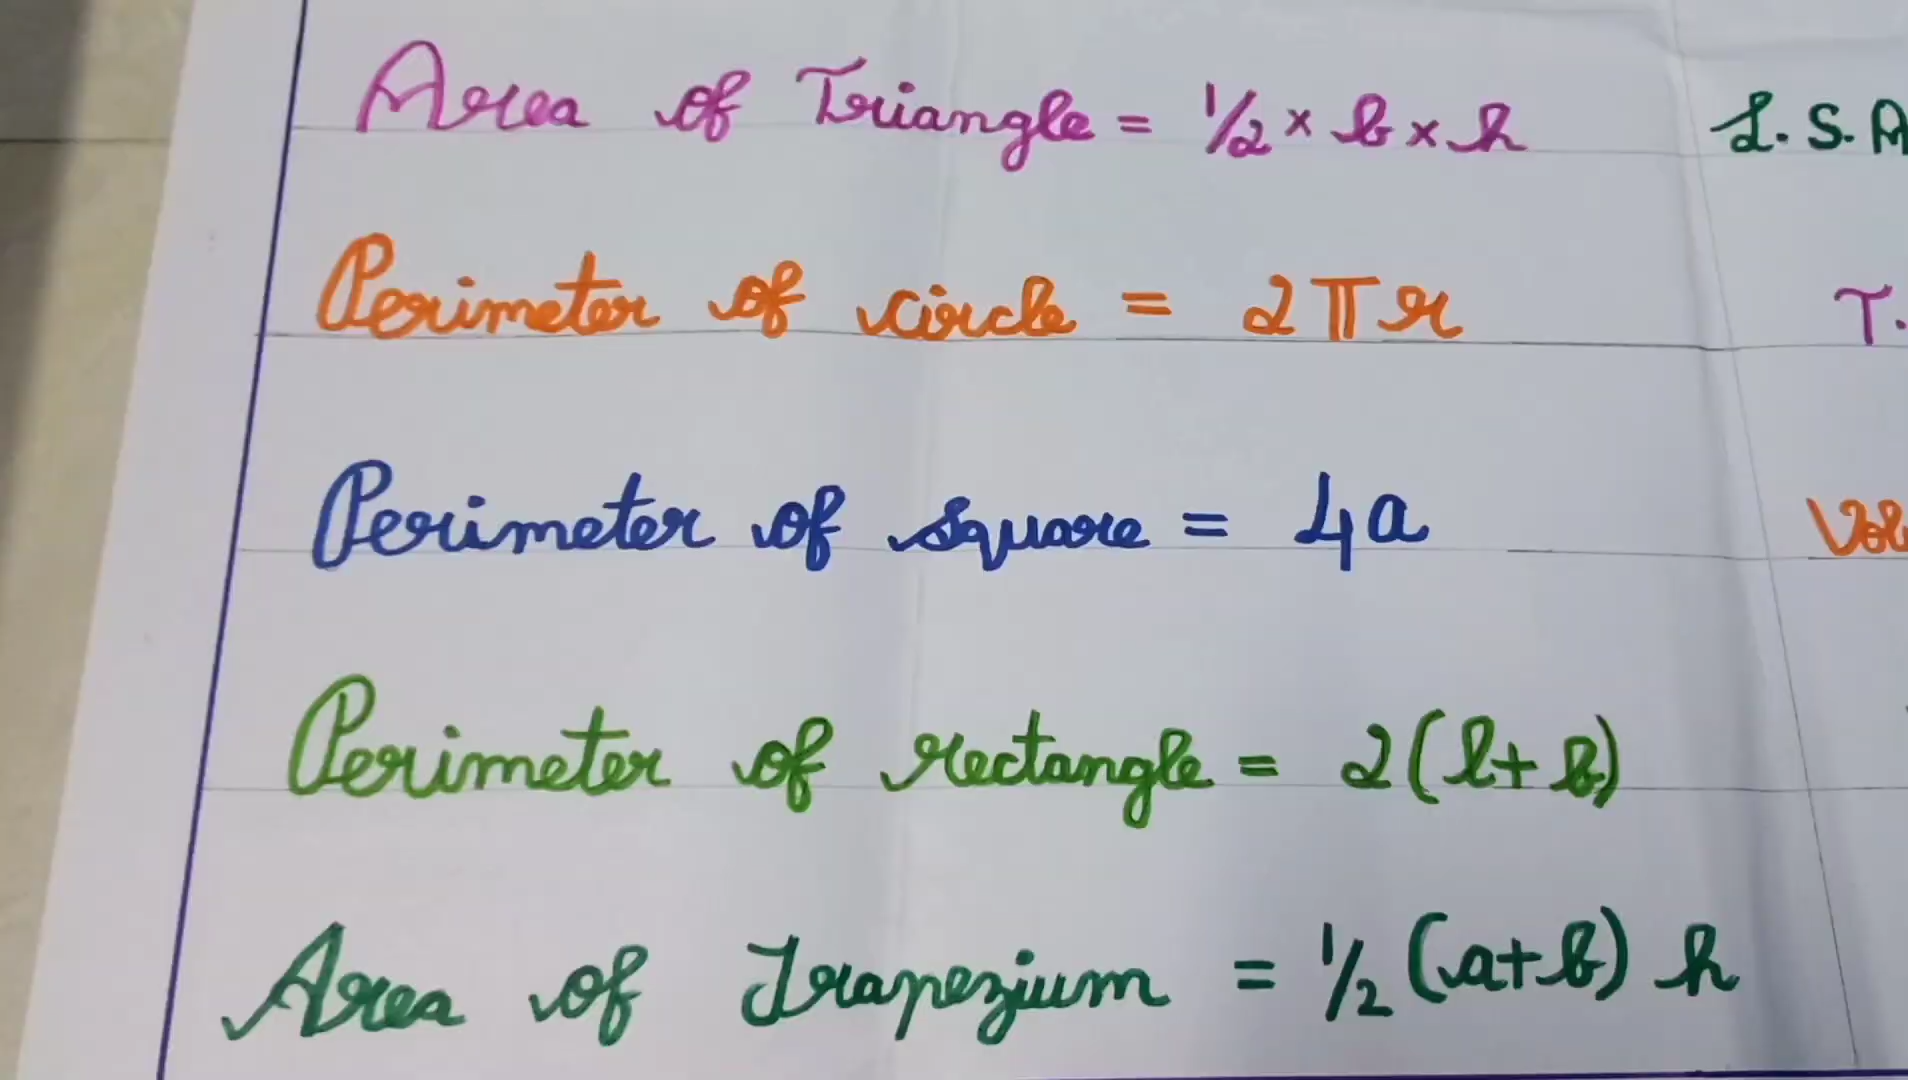 Area of Triangle = 1/2 × b × h
L. S. A
Perimeter of circle = 2πr
T.
Perimeter of square = 4a
Perimeter of rectangle = 2(l+b)
Area of Trapezium = 1/2 (a+b) h